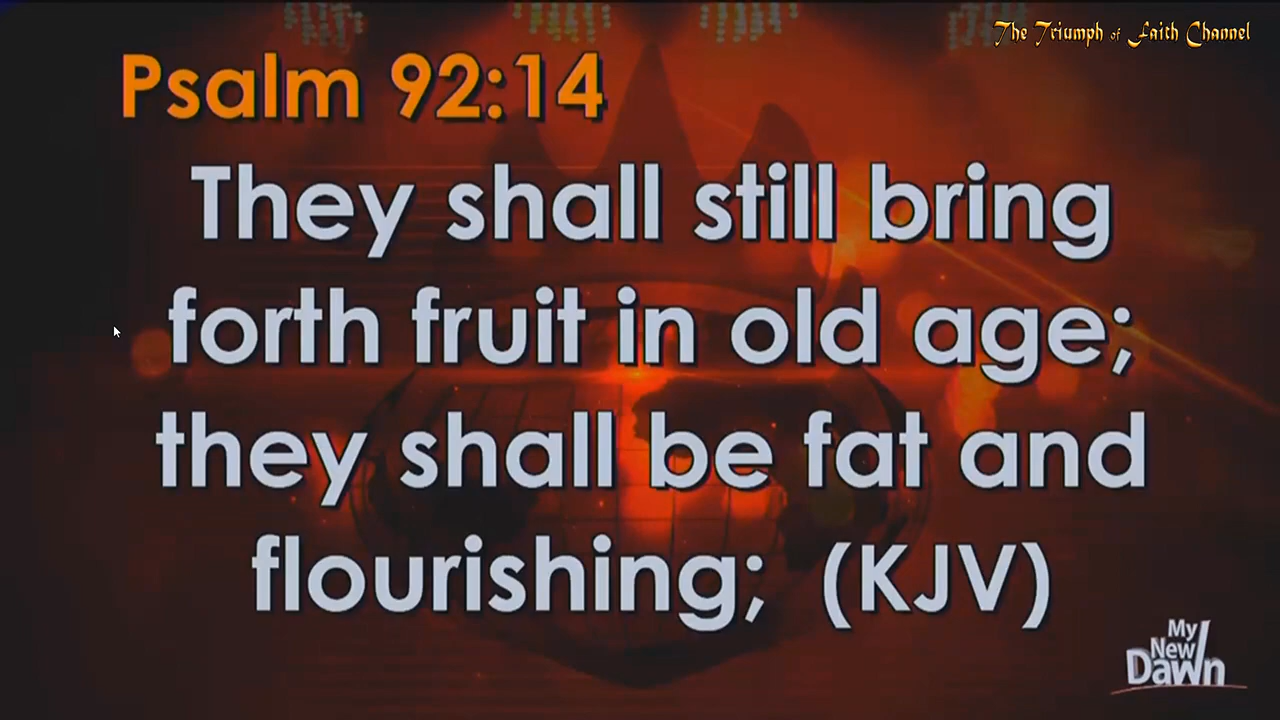 The Triumph of Faith Channel
Psalm 92:14
They shall still bring
forth fruit in old age;
they shall be fat and
flourishing; (KJV)
My
New
Dawn